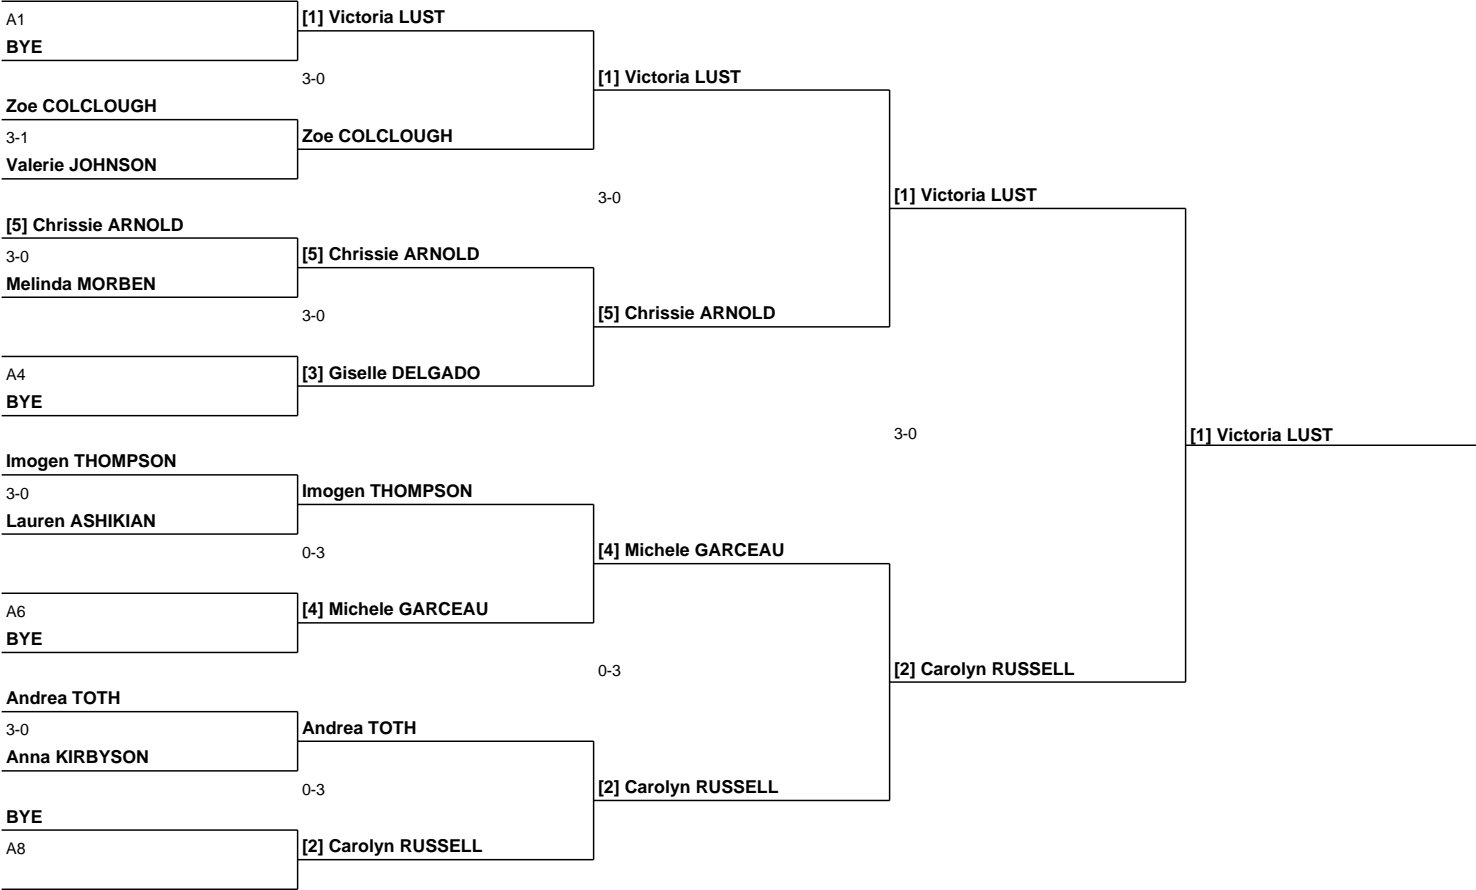 A1
BYE
[1] Victoria LUST
3-0
[1] Victoria LUST
Zoe COLCLOUGH
3-1
Valerie JOHNSON
Zoe COLCLOUGH
3-0
[1] Victoria LUST
[5] Chrissie ARNOLD
3-0
Melinda MORBEN
[5] Chrissie ARNOLD
3-0
[5] Chrissie ARNOLD
A4
BYE
[3] Giselle DELGADO
3-0
[1] Victoria LUST
Imogen THOMPSON
3-0
Lauren ASHIKIAN
Imogen THOMPSON
0-3
[4] Michele GARCEAU
A6
BYE
[4] Michele GARCEAU
0-3
[2] Carolyn RUSSELL
Andrea TOTH
3-0
Anna KIRBYSON
Andrea TOTH
0-3
[2] Carolyn RUSSELL
BYE
A8
[2] Carolyn RUSSELL